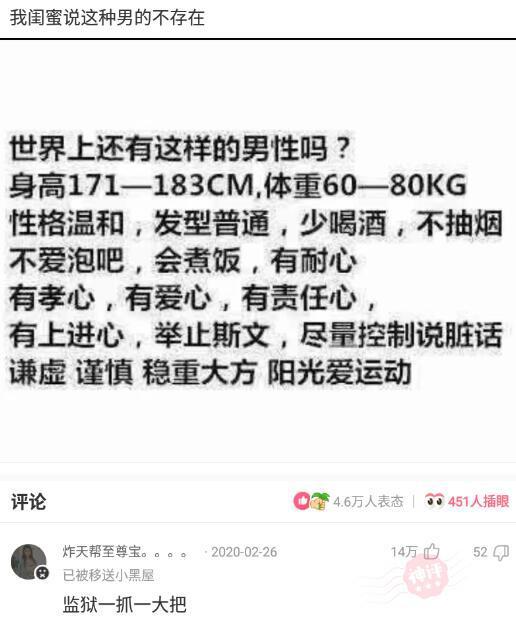 我闺蜜说这种男的不存在
世界上还有这样的男性吗？
身高171—183CM,体重60—80KG
性格温和，发型普通，少喝酒，不抽烟
不爱泡吧，会煮饭，有耐心
有孝心，有爱心，有责任心，
有上进心，举止斯文，尽量控制说脏话
谦虚 谨慎 稳重大方 阳光爱运动
评论 4.6万人表态 451人插眼
炸天帮至尊宝。。。。 · 2020-02-26 14万 52
已被移送小黑屋
神评
监狱一抓一大把